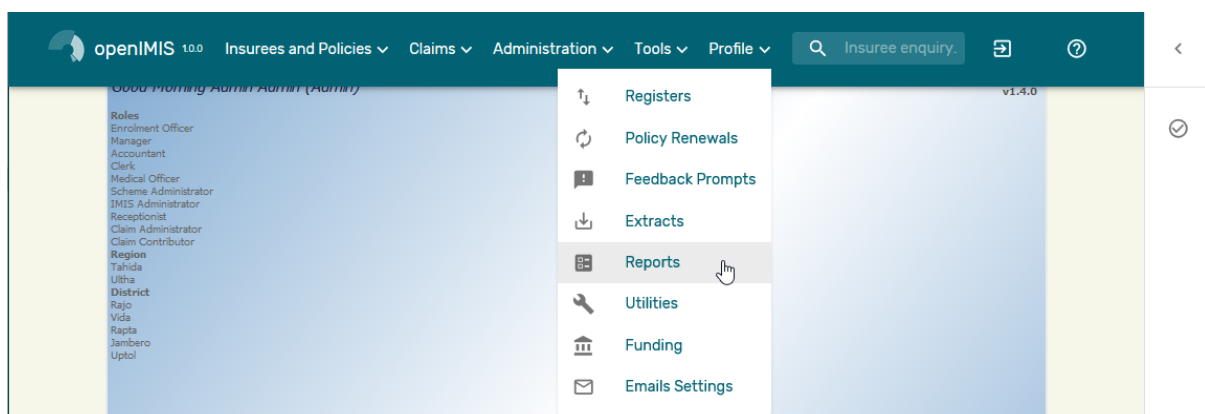 openIMIS 1.0.0 Insurees and Policies Claims Administration Tools Profile Insuree enquiry.
Good Morning Admin Admin (Admin)
v1.4.0
Roles
Enrolment Officer
Manager
Accountant
Clerk
Medical Officer
Scheme Administrator
IMIS Administrator
Receptionist
Claim Administrator
Claim Contributor
Region
Tahida
Ultha
District
Rajo
Vida
Rapta
Jambero
Uptol
Registers
Policy Renewals
Feedback Prompts
Extracts
Reports
Utilities
Funding
Emails Settings